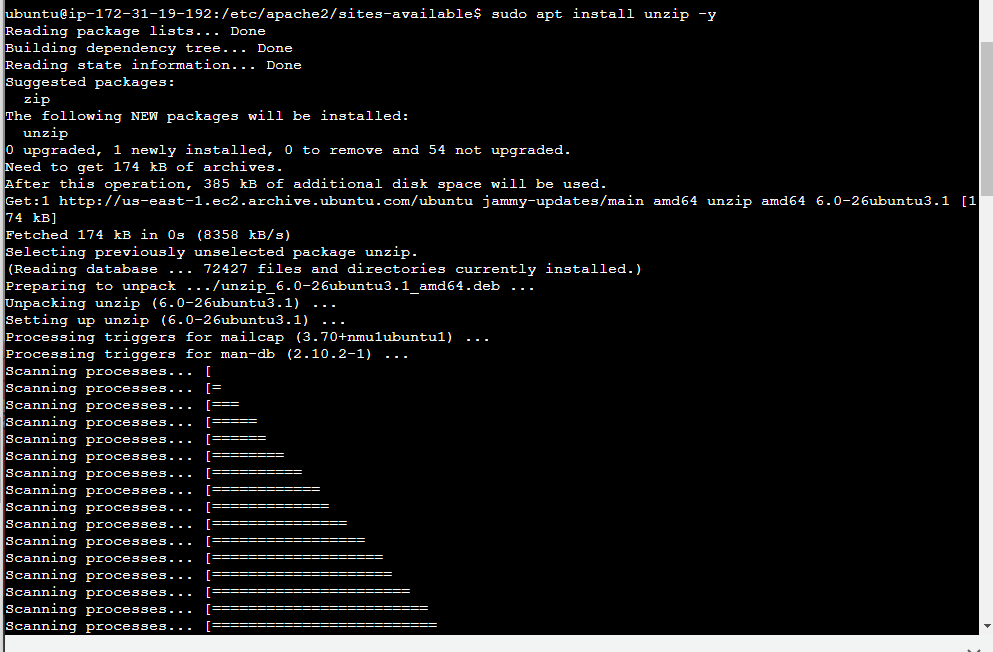 ubuntu@ip-172-31-19-192:/etc/apache2/sites-available$ sudo apt install unzip -y
Reading package lists... Done
Building dependency tree... Done
Reading state information... Done
Suggested packages:
  zip
The following NEW packages will be installed:
  unzip
0 upgraded, 1 newly installed, 0 to remove and 54 not upgraded.
Need to get 174 kB of archives.
After this operation, 385 kB of additional disk space will be used.
Get:1 http://us-east-1.ec2.archive.ubuntu.com/ubuntu jammy-updates/main amd64 unzip amd64 6.0-26ubuntu3.1 [1
74 kB]
Fetched 174 kB in 0s (8358 kB/s)
Selecting previously unselected package unzip.
(Reading database ... 72427 files and directories currently installed.)
Preparing to unpack .../unzip_6.0-26ubuntu3.1_amd64.deb ...
Unpacking unzip (6.0-26ubuntu3.1) ...
Setting up unzip (6.0-26ubuntu3.1) ...
Processing triggers for mailcap (3.70+nmu1ubuntu1) ...
Processing triggers for man-db (2.10.2-1) ...
Scanning processes... [
Scanning processes... [=
Scanning processes... [===
Scanning processes... [=====
Scanning processes... [======
Scanning processes... [========
Scanning processes... [==========
Scanning processes... [============
Scanning processes... [=============
Scanning processes... [===============
Scanning processes... [=================
Scanning processes... [===================
Scanning processes... [====================
Scanning processes... [======================
Scanning processes... [========================
Scanning processes... [=========================